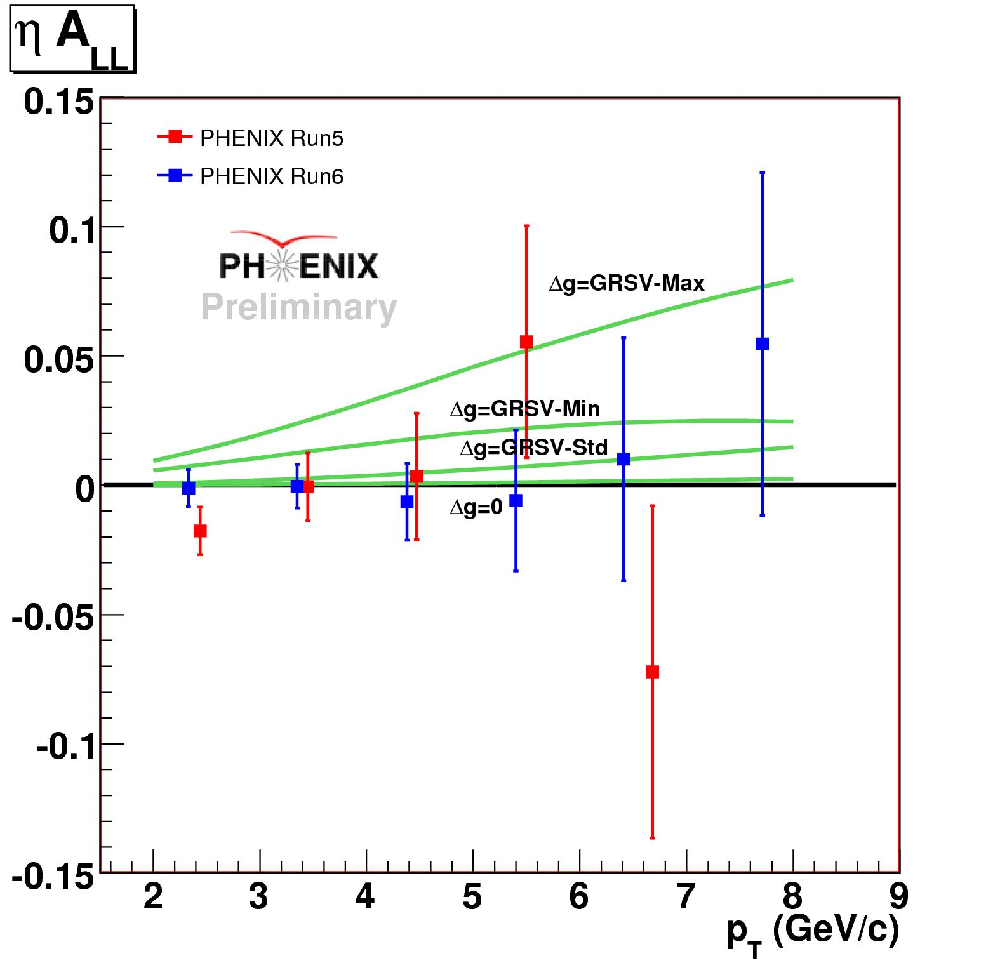 η A_LL
0.15
0.1
0.05
0
-0.05
-0.1
-0.15
PHENIX Run5
PHENIX Run6
PHENIX
Preliminary
Δg=GRSV-Max
Δg=GRSV-Min
Δg=GRSV-Std
Δg=0
2 3 4 5 6 7 8 9
p_T (GeV/c)